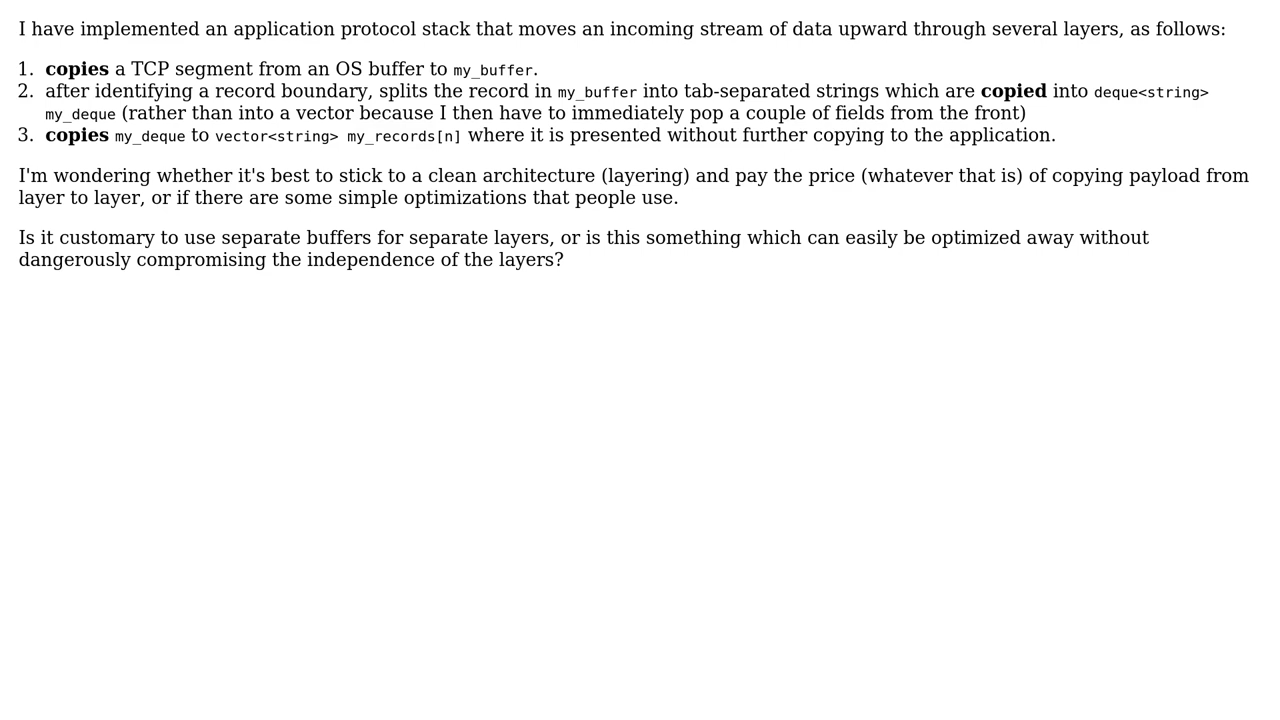 I have implemented an application protocol stack that moves an incoming stream of data upward through several layers, as follows:
1. copies a TCP segment from an OS buffer to my_buffer.
2. after identifying a record boundary, splits the record in my_buffer into tab-separated strings which are copied into deque<string>
my_deque (rather than into a vector because I then have to immediately pop a couple of fields from the front)
3. copies my_deque to vector<string> my_records[n] where it is presented without further copying to the application.
I'm wondering whether it's best to stick to a clean architecture (layering) and pay the price (whatever that is) of copying payload from
layer to layer, or if there are some simple optimizations that people use.
Is it customary to use separate buffers for separate layers, or is this something which can easily be optimized away without
dangerously compromising the independence of the layers?